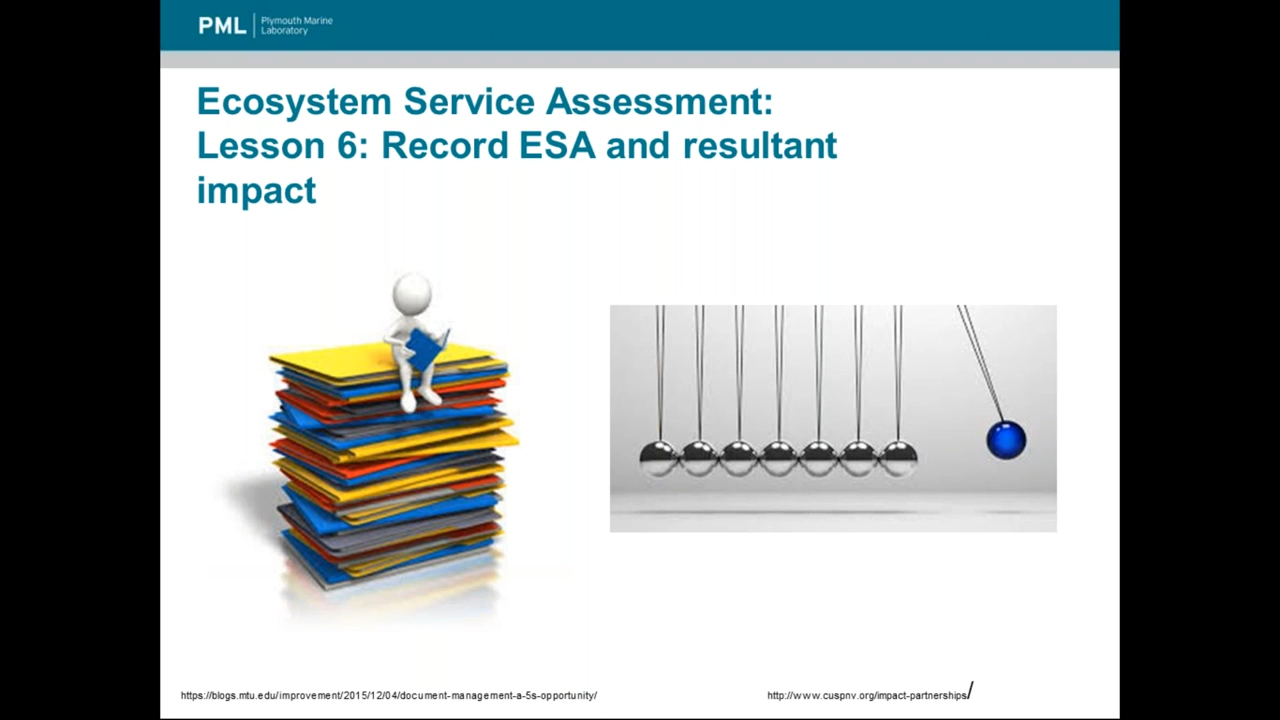 PML | Plymouth Marine
Laboratory
Ecosystem Service Assessment:
Lesson 6: Record ESA and resultant
impact
https://blogs.mtu.edu/improvement/2015/12/04/document-management-a-5s-opportunity/
http://www.cuspnv.org/impact-partnerships/